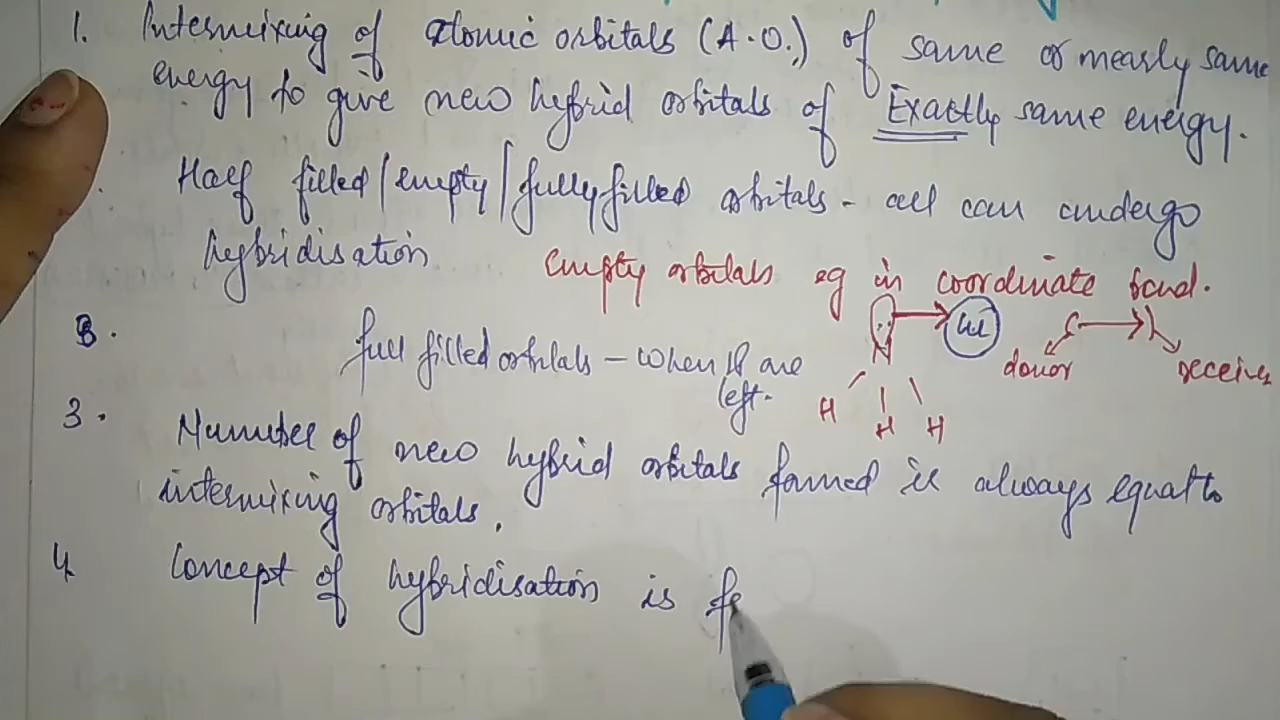 1. Intermixing of atomic orbitals (A.O.) of same or nearly same
energy to give new hybrid orbitals of Exactly same energy.
Half filled/empty/fullyfilled orbitals - all can undergo
hybridisation
empty orbitals eg in coordinate bond.
donor
receiver
N
H
H
H
full filled orbitals - when lp are
left.
3. Number of new hybrid orbitals formed is always equal to
intermixing orbitals.
4 Concept of hybridisation is fo